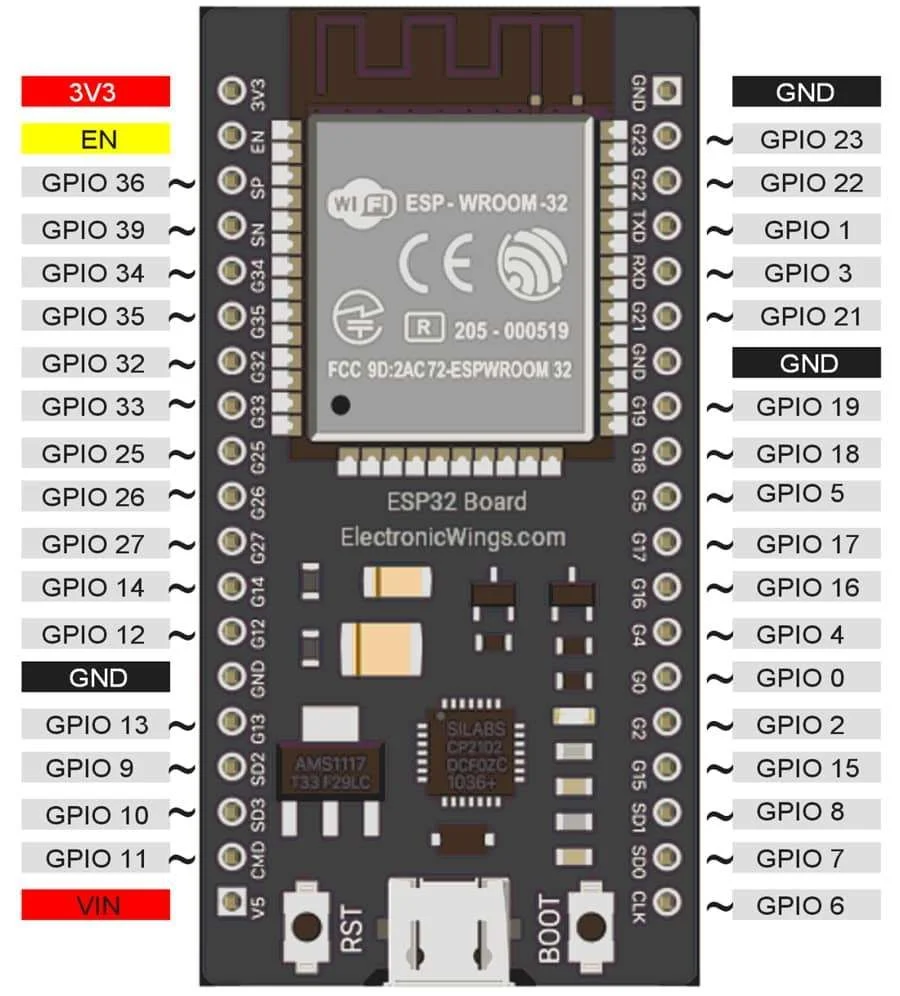 3V3
EN
GPIO 36 ~
GPIO 39 ~
GPIO 34 ~
GPIO 35 ~
GPIO 32 ~
GPIO 33 ~
GPIO 25 ~
GPIO 26 ~
GPIO 27 ~
GPIO 14 ~
GPIO 12 ~
GND
GPIO 13 ~
GPIO 9 ~
GPIO 10 ~
GPIO 11 ~
VIN
3V3
EN
SP
SN
G34
G35
G32
G33
G25
G26
G27
G14
G12
GND
G13
SD2
SD3
CMD
V5
WiFi ESP - WROOM -32
CE
R 205 - 000519
FCC 9D:2AC72-ESPWROOM 32
ESP32 Board
ElectronicWings.com
AMS1117
T33 F29LC
SILABS
CP2102
DCF0ZC
1036+
RST
BOOT
GND
G23
G22
TXD
RXD
G21
GND
G19
G18
G5
G17
G16
G4
G0
G2
G15
SD1
SD0
CLK
GND
~ GPIO 23
~ GPIO 22
~ GPIO 1
~ GPIO 3
~ GPIO 21
GND
~ GPIO 19
~ GPIO 18
~ GPIO 5
~ GPIO 17
~ GPIO 16
~ GPIO 4
~ GPIO 0
~ GPIO 2
~ GPIO 15
~ GPIO 8
~ GPIO 7
~ GPIO 6